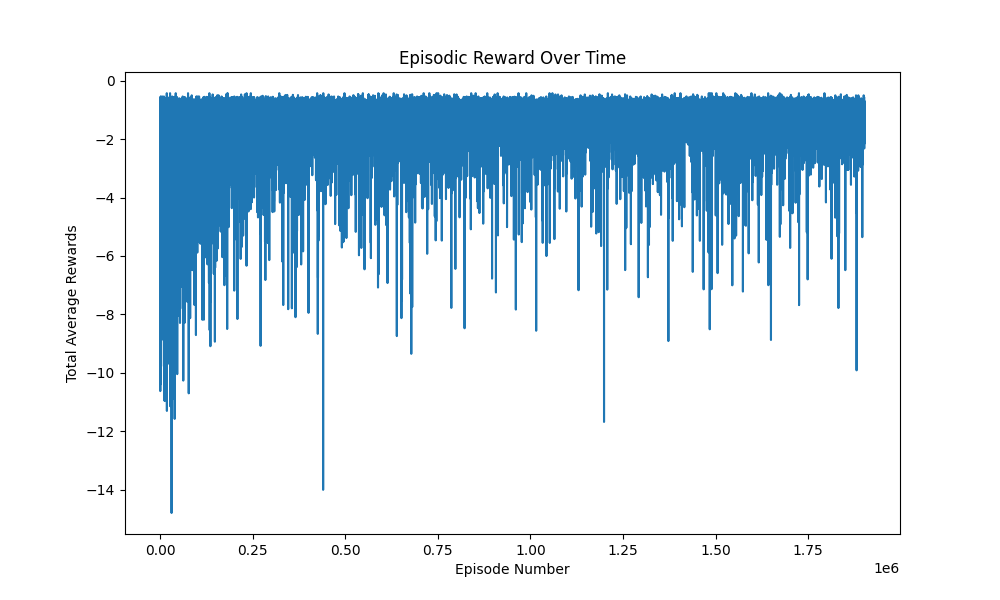 Episodic Reward Over Time
Total Average Rewards
0
−2
−4
−6
−8
−10
−12
−14
0.00 0.25 0.50 0.75 1.00 1.25 1.50 1.75
1e6
Episode Number